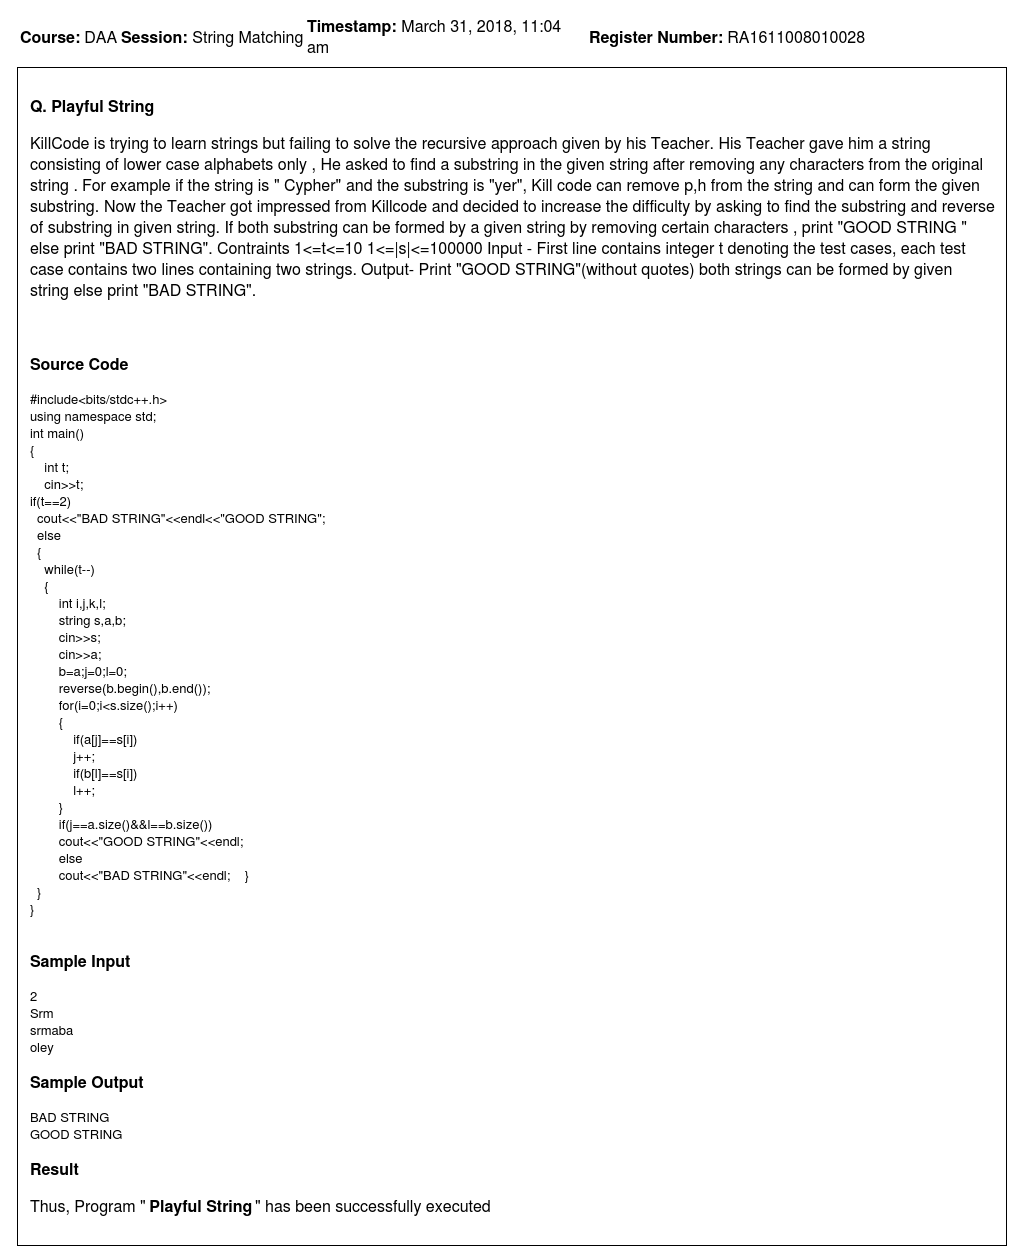 Course: DAA Session: String Matching Timestamp: March 31, 2018, 11:04 am Register Number: RA1611008010028
Q. Playful String
KillCode is trying to learn strings but failing to solve the recursive approach given by his Teacher. His Teacher gave him a string
consisting of lower case alphabets only , He asked to find a substring in the given string after removing any characters from the original
string . For example if the string is " Cypher" and the substring is "yer", Kill code can remove p,h from the string and can form the given
substring. Now the Teacher got impressed from Killcode and decided to increase the difficulty by asking to find the substring and reverse
of substring in given string. If both substring can be formed by a given string by removing certain characters , print "GOOD STRING "
else print "BAD STRING". Contraints 1<=t<=10 1<=|s|<=100000 Input - First line contains integer t denoting the test cases, each test
case contains two lines containing two strings. Output- Print "GOOD STRING"(without quotes) both strings can be formed by given
string else print "BAD STRING".
Source Code
#include<bits/stdc++.h>
using namespace std;
int main()
{
int t;
cin>>t;
if(t==2)
cout<<"BAD STRING"<<endl<<"GOOD STRING";
else
{
while(t--)
{
int i,j,k,l;
string s,a,b;
cin>>s;
cin>>a;
b=a;j=0;l=0;
reverse(b.begin(),b.end());
for(i=0;i<s.size();i++)
{
if(a[j]==s[i])
j++;
if(b[l]==s[i])
l++;
}
if(j==a.size()&&l==b.size())
cout<<"GOOD STRING"<<endl;
else
cout<<"BAD STRING"<<endl; }
}
}
Sample Input
2
Srm
srmaba
oley
Sample Output
BAD STRING
GOOD STRING
Result
Thus, Program " Playful String " has been successfully executed